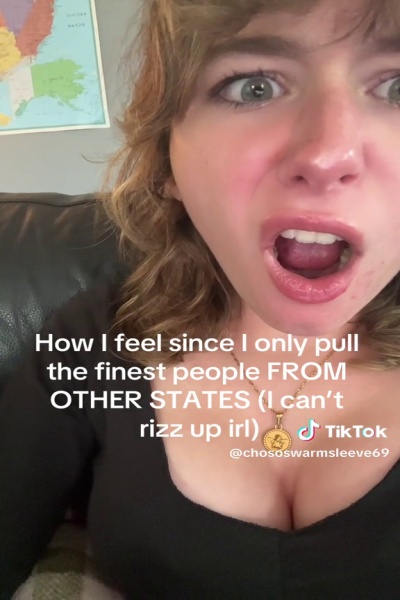 How I feel since I only pull
the finest people FROM
OTHER STATES (I can't
rizz up irl)
TikTok
@chososwarmsleeve69